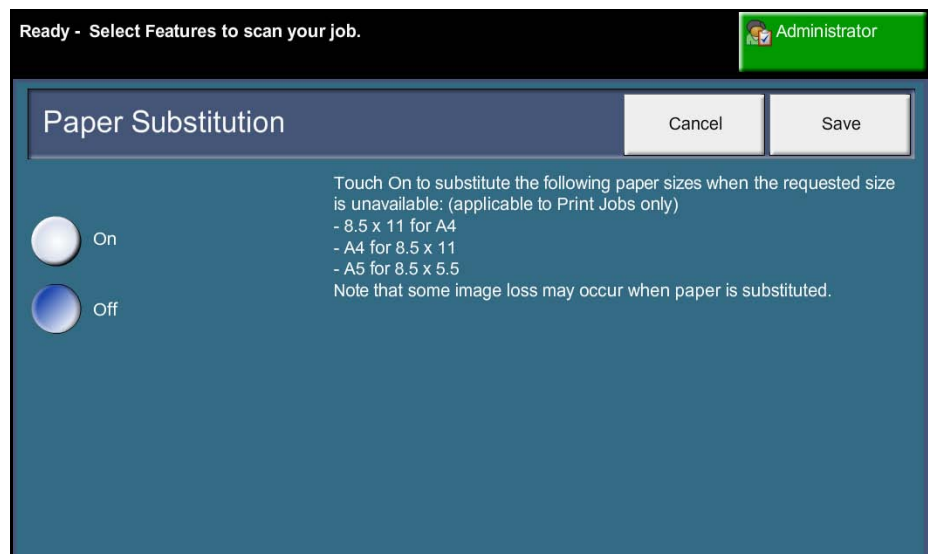 Ready - Select Features to scan your job.
Administrator
Paper Substitution
Cancel
Save
Touch On to substitute the following paper sizes when the requested size
is unavailable: (applicable to Print Jobs only)
- 8.5 x 11 for A4
- A4 for 8.5 x 11
- A5 for 8.5 x 5.5
Note that some image loss may occur when paper is substituted.
On
Off